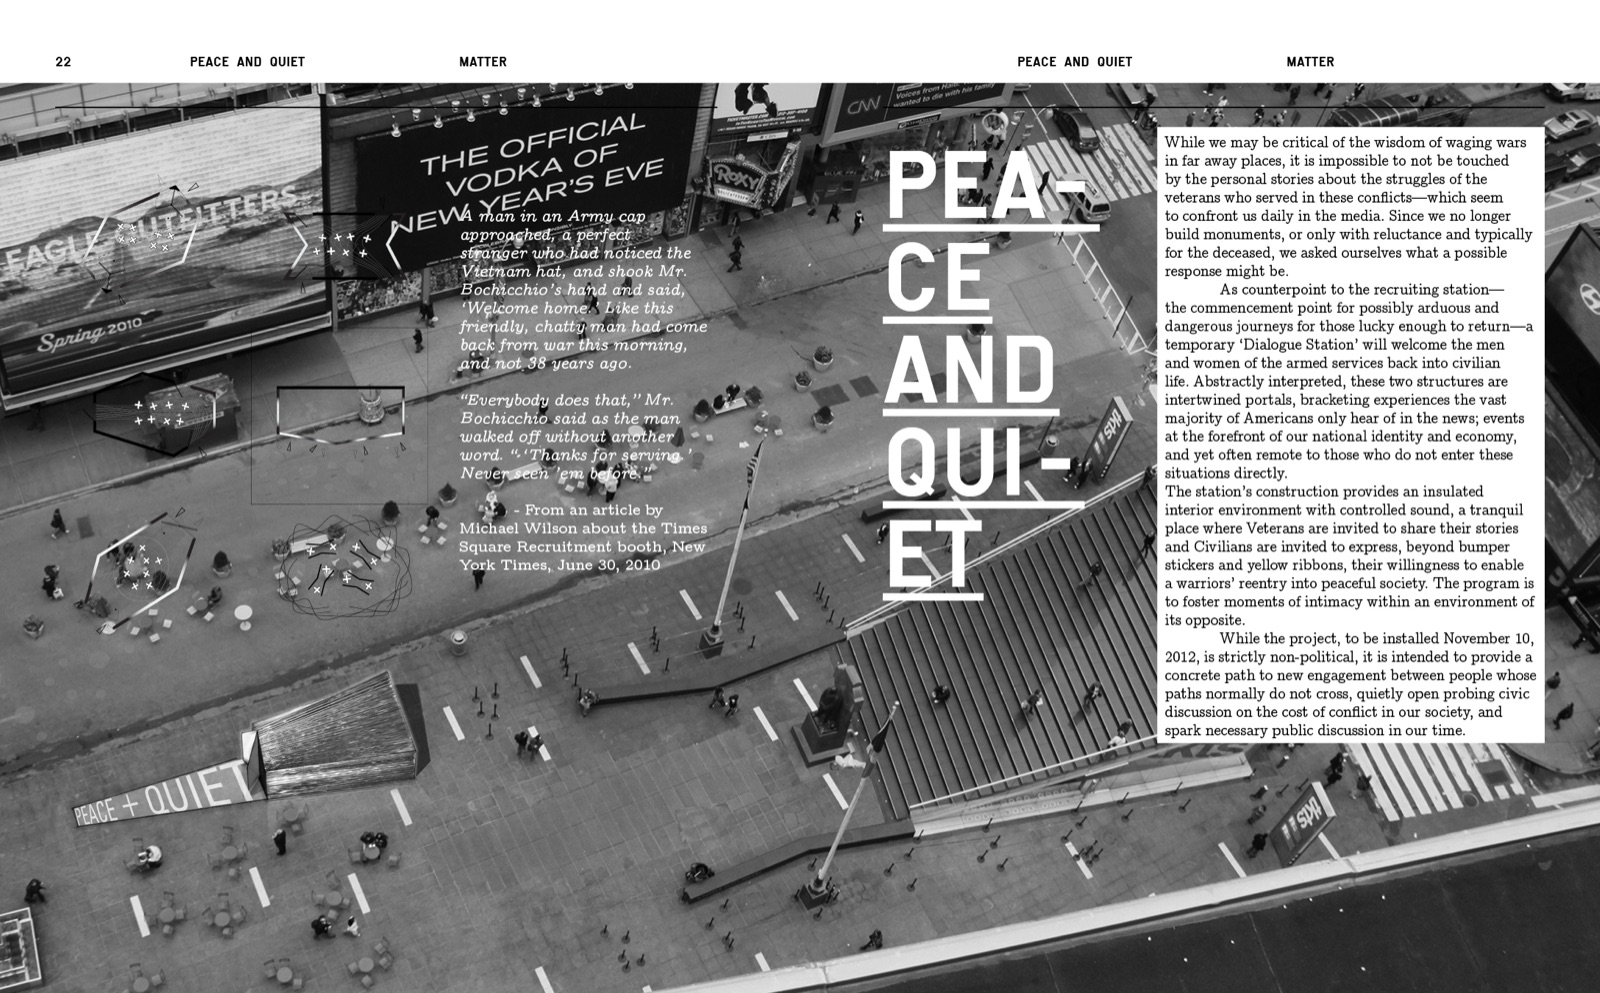 22 PEACE AND QUIET MATTER
PEACE AND QUIET MATTER
THE OFFICIAL
VODKA OF
NEW YEAR'S EVE
EAGLE OUTFITTERS
Spring 2010
CNN
Voices from
wanted to die with his family
ROXY
A man in an Army cap
approached, a perfect
stranger who had noticed the
Vietnam hat, and shook Mr.
Bochicchio's hand and said,
‘Welcome home.’ Like this
friendly, chatty man had come
back from war this morning,
and not 38 years ago.
“Everybody does that,” Mr.
Bochicchio said as the man
walked off without another
word. “‘Thanks for serving.’
Never seen ’em before.”
- From an article by
Michael Wilson about the Times
Square Recruitment booth, New
York Times, June 30, 2010
PEACE + QUIET
PEA-
CE
AND
QUI-
ET
tkts
tkts
While we may be critical of the wisdom of waging wars
in far away places, it is impossible to not be touched
by the personal stories about the struggles of the
veterans who served in these conflicts—which seem
to confront us daily in the media. Since we no longer
build monuments, or only with reluctance and typically
for the deceased, we asked ourselves what a possible
response might be.
As counterpoint to the recruiting station—
the commencement point for possibly arduous and
dangerous journeys for those lucky enough to return—a
temporary ‘Dialogue Station’ will welcome the men
and women of the armed services back into civilian
life. Abstractly interpreted, these two structures are
intertwined portals, bracketing experiences the vast
majority of Americans only hear of in the news; events
at the forefront of our national identity and economy,
and yet often remote to those who do not enter these
situations directly.
The station’s construction provides an insulated
interior environment with controlled sound, a tranquil
place where Veterans are invited to share their stories
and Civilians are invited to express, beyond bumper
stickers and yellow ribbons, their willingness to enable
a warriors’ reentry into peaceful society. The program is
to foster moments of intimacy within an environment of
its opposite.
While the project, to be installed November 10,
2012, is strictly non-political, it is intended to provide a
concrete path to new engagement between people whose
paths normally do not cross, quietly open probing civic
discussion on the cost of conflict in our society, and
spark necessary public discussion in our time.